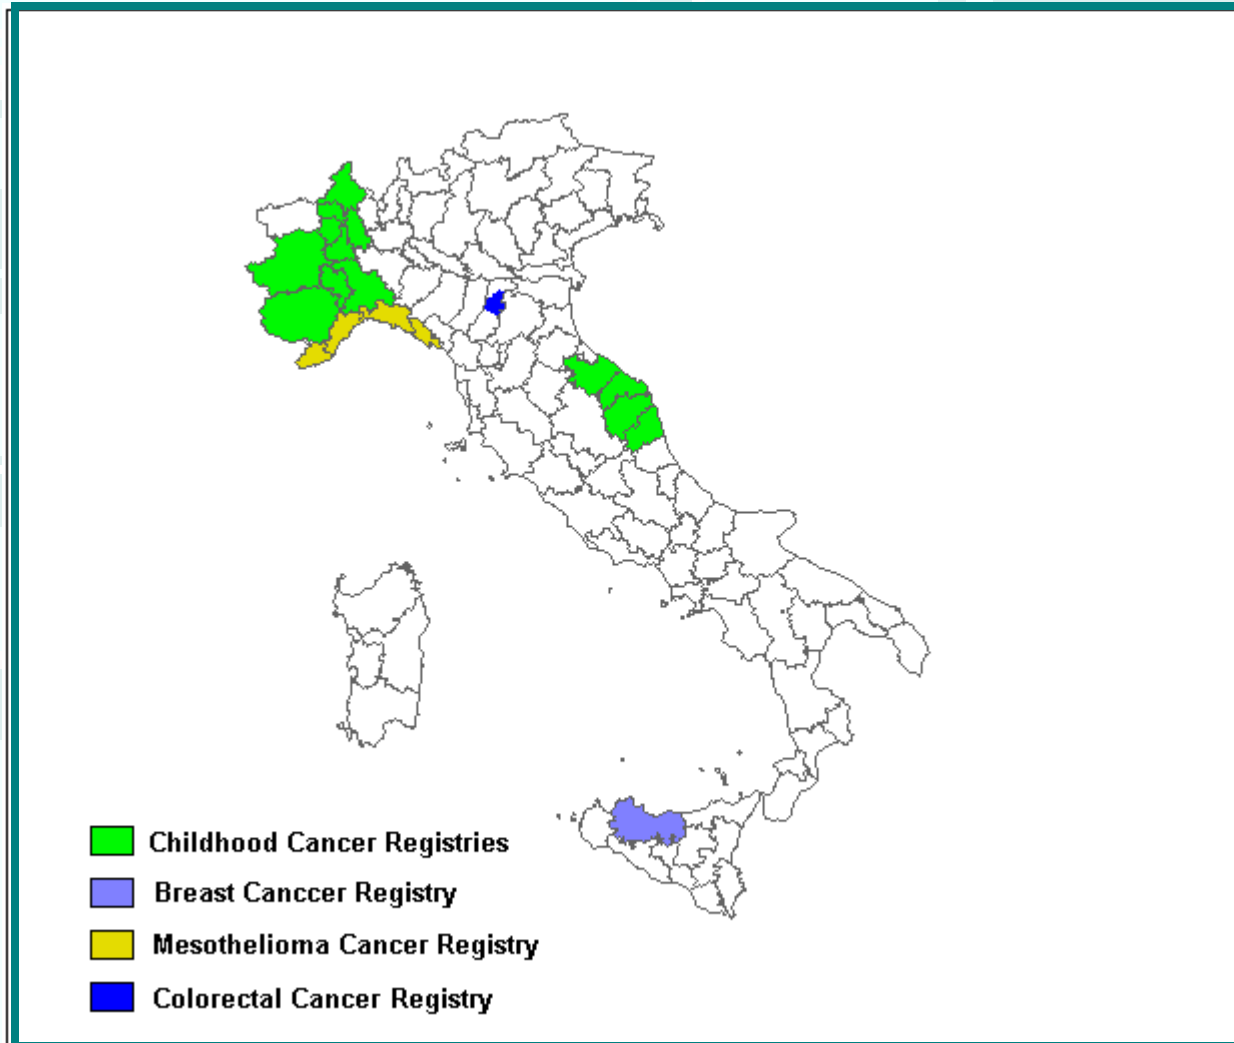 Childhood Cancer Registries
Breast Canccer Registry
Mesothelioma Cancer Registry
Colorectal Cancer Registry